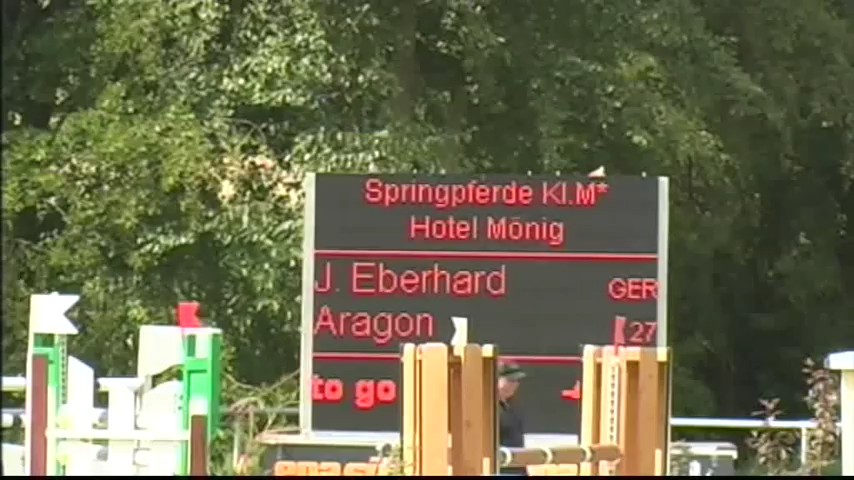 Springpferde Kl.M*
Hotel Mönig
J. Eberhard GER
Aragon 27
to go